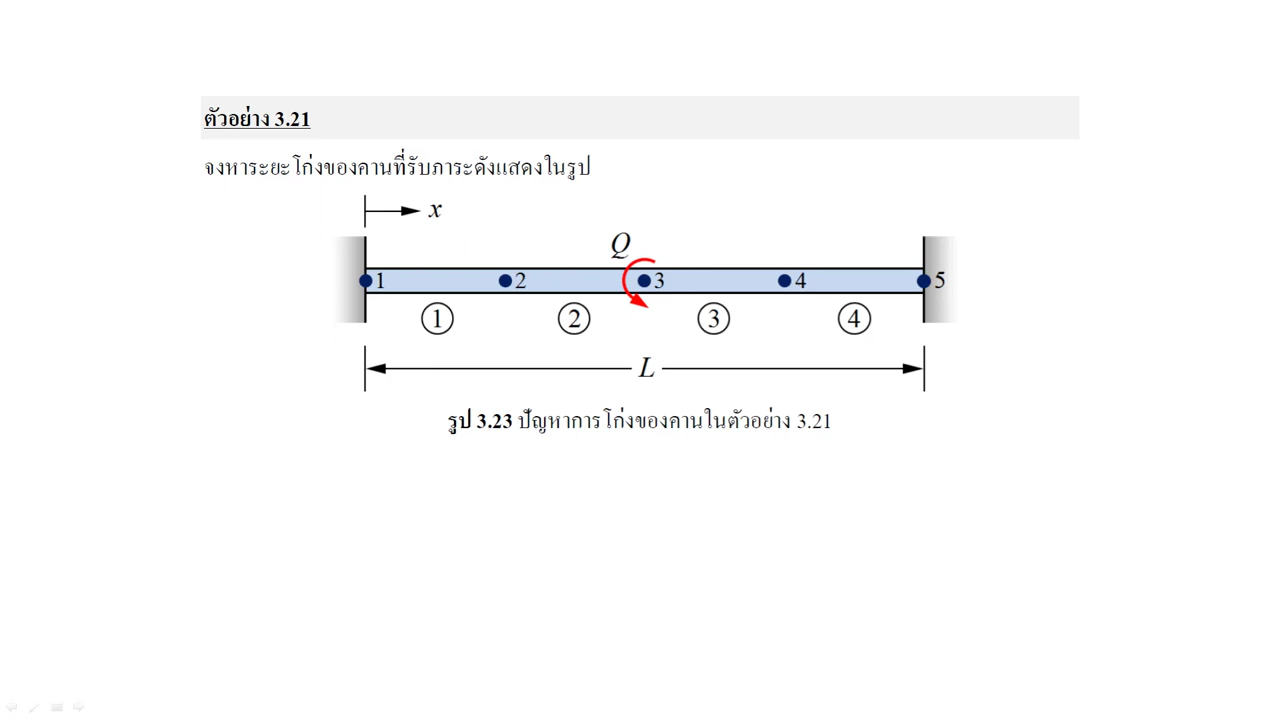 ตัวอย่าง 3.21
จงหาระยะโก่งของคานที่รับภาระดังแสดงในรูป
x
Q
1 2 3 4 5
① ② ③ ④
L
รูป 3.23 ปัญหาการโก่งของคานในตัวอย่าง 3.21